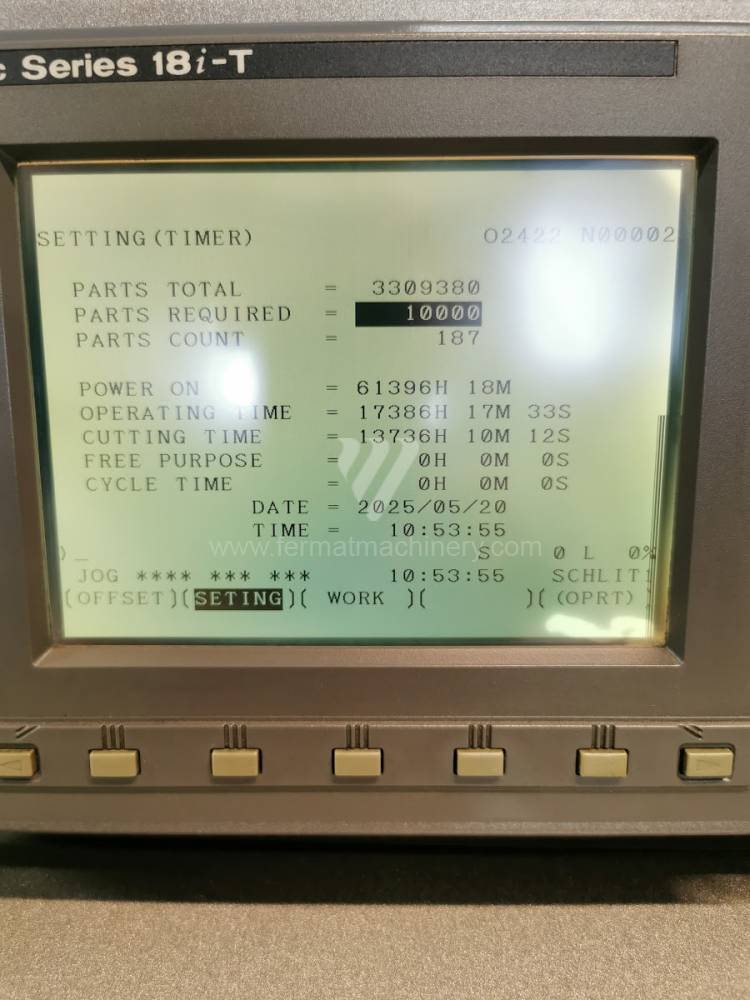 c Series 18i-T
SETTING(TIMER) O2422 N00002
PARTS TOTAL = 3309380
PARTS REQUIRED = 10000
PARTS COUNT = 187
POWER ON = 61396H 18M
OPERATING TIME = 17386H 17M 33S
CUTTING TIME = 13736H 10M 12S
FREE PURPOSE = 0H 0M 0S
CYCLE TIME = 0H 0M 0S
DATE = 2025/05/20
TIME = 10:53:55
www.fermatmachinery.com
)_ S 0 L 0%
JOG **** *** *** 10:53:55 SCHLIT1
(OFFSET)(SETING)( WORK )( )( (OPRT)